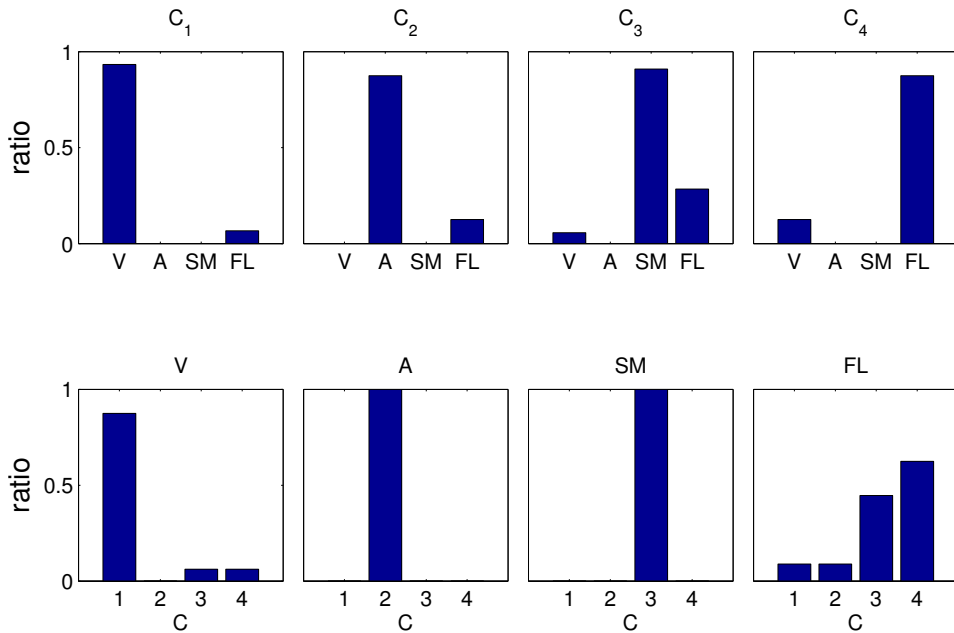 C1 C2 C3 C4
1
0.5
0
ratio
V A SM FL V A SM FL V A SM FL V A SM FL
V A SM FL
1
0.5
0
ratio
1 2 3 4 1 2 3 4 1 2 3 4 1 2 3 4
C C C C